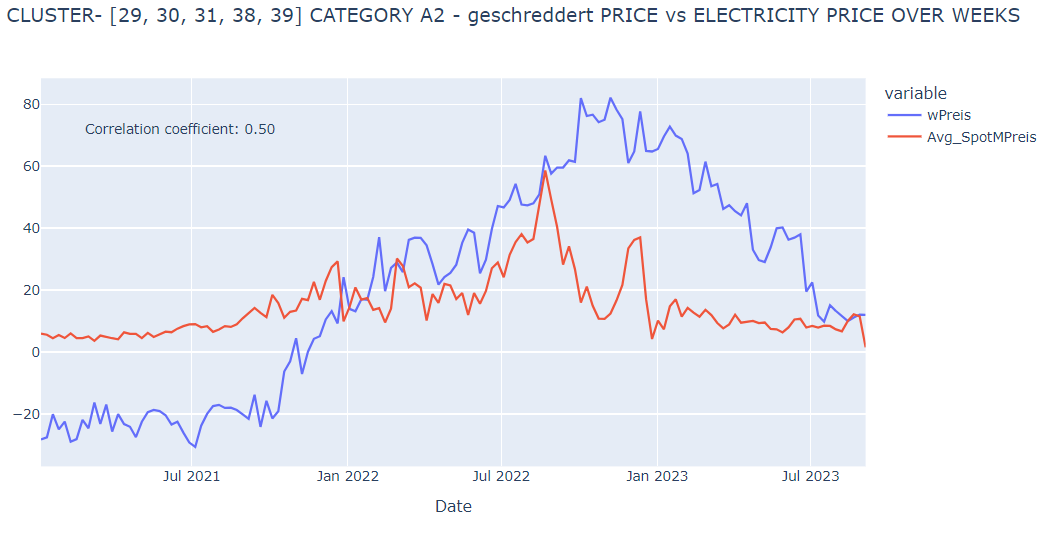 CLUSTER- [29, 30, 31, 38, 39] CATEGORY A2 - geschreddert PRICE vs ELECTRICITY PRICE OVER WEEKS
variable
wPreis
Avg_SpotMPreis
Correlation coefficient: 0.50
80
60
40
20
0
−20
Jul 2021
Jan 2022
Jul 2022
Jan 2023
Jul 2023
Date